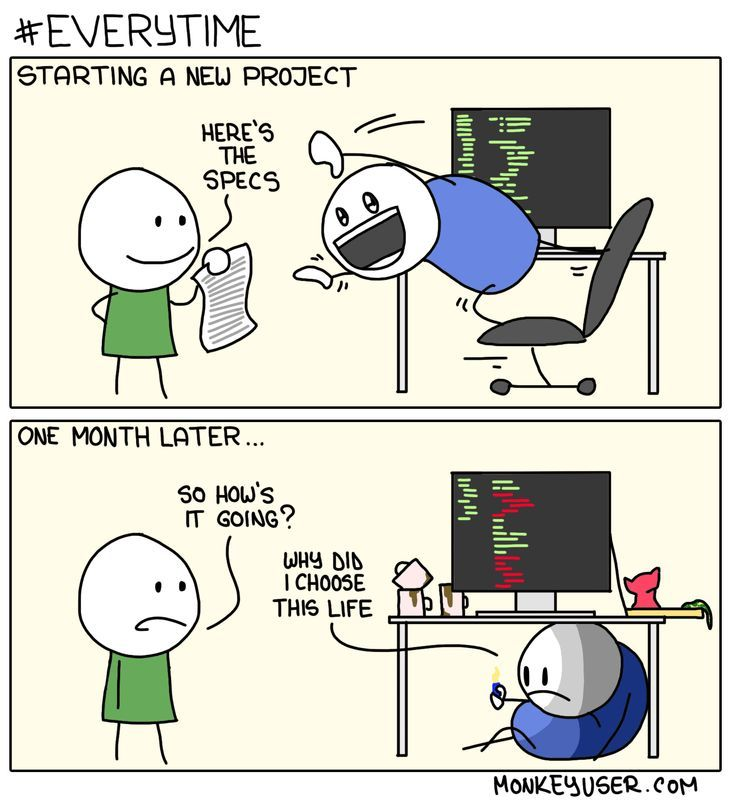 #EVERYTIME
STARTING A NEW PROJECT
HERE'S
THE
SPECS
ONE MONTH LATER...
SO HOW'S
IT GOING?
WHY DID
I CHOOSE
THIS LIFE
MONKEYUSER.COM